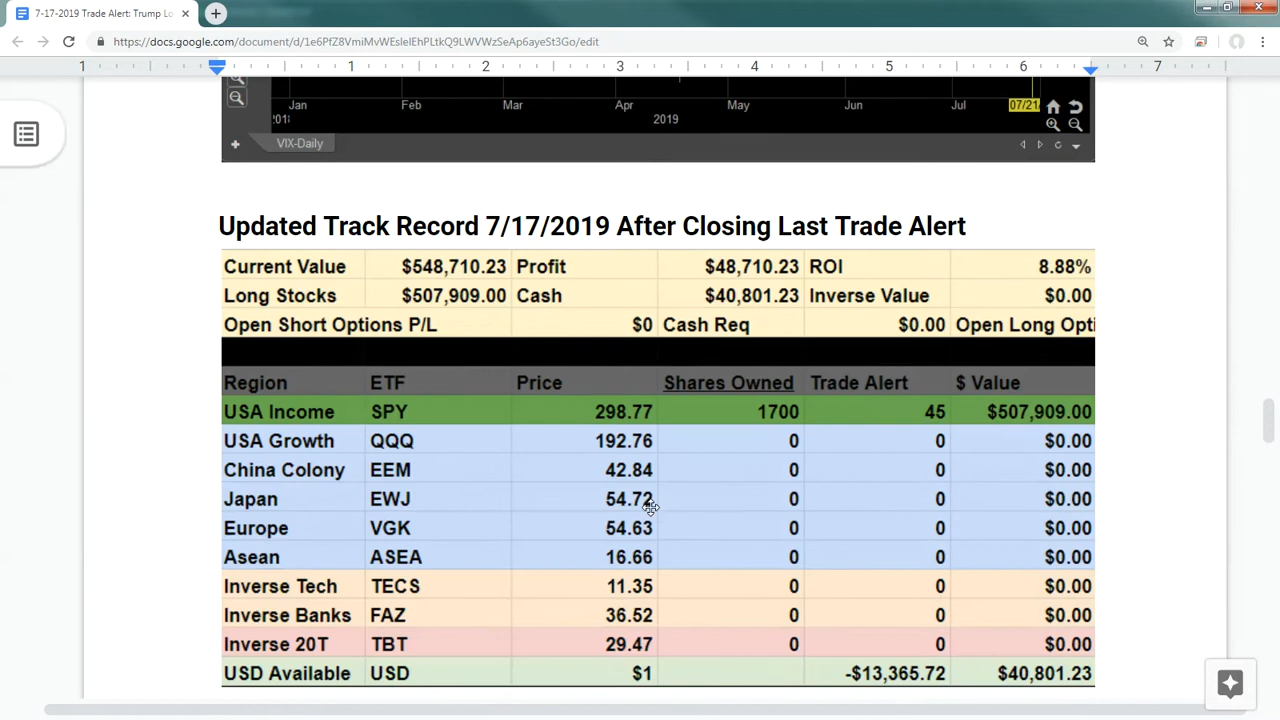 7-17-2019 Trade Alert: Trump Lo
https://docs.google.com/document/d/1e6PfZ8VmiMvWEsleIEhPLtkQ9LWVWzSeAp6ayeSt3Go/edit
1 1 2 3 4 5 6 7
Jan Feb Mar Apr May Jun Jul 07/21/
2019
VIX-Daily
Updated Track Record 7/17/2019 After Closing Last Trade Alert
Current Value $548,710.23 Profit $48,710.23 ROI 8.88%
Long Stocks $507,909.00 Cash $40,801.23 Inverse Value $0.00
Open Short Options P/L $0 Cash Req $0.00 Open Long Opti
Region ETF Price Shares Owned Trade Alert $ Value
USA Income SPY 298.77 1700 45 $507,909.00
USA Growth QQQ 192.76 0 0 $0.00
China Colony EEM 42.84 0 0 $0.00
Japan EWJ 54.72 0 0 $0.00
Europe VGK 54.63 0 0 $0.00
Asean ASEA 16.66 0 0 $0.00
Inverse Tech TECS 11.35 0 0 $0.00
Inverse Banks FAZ 36.52 0 0 $0.00
Inverse 20T TBT 29.47 0 0 $0.00
USD Available USD $1 -$13,365.72 $40,801.23